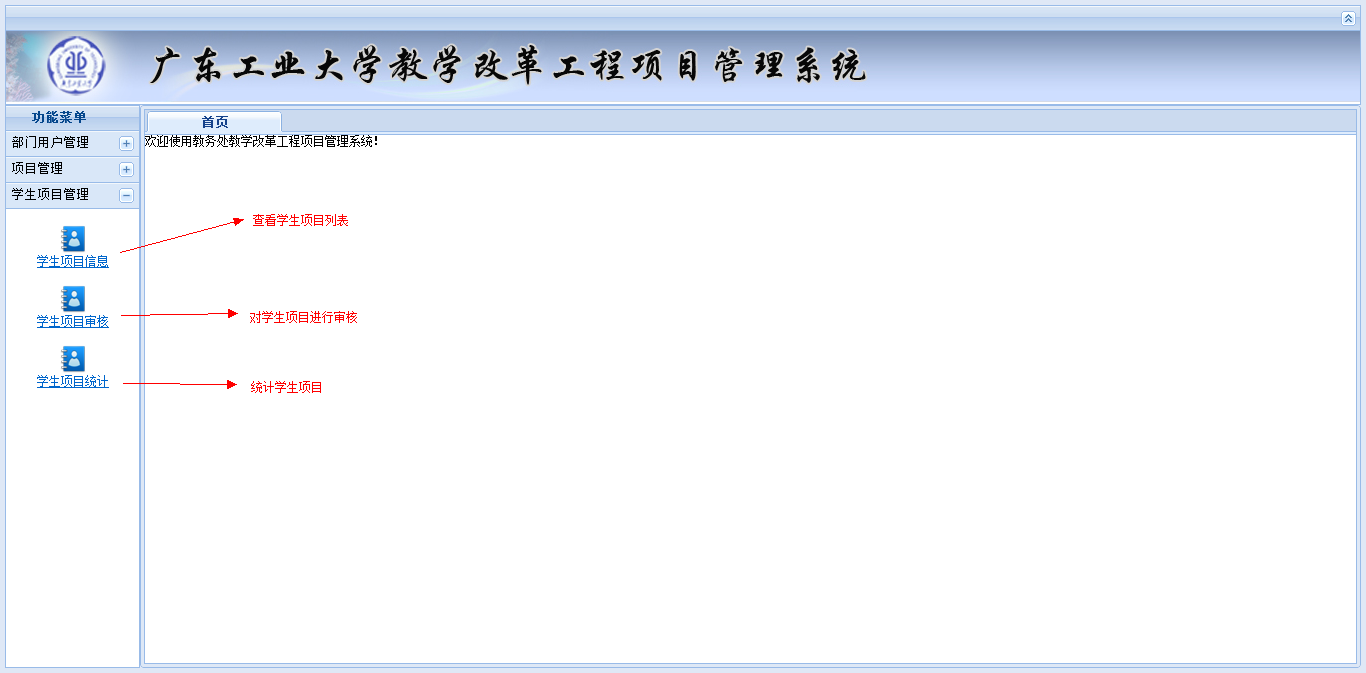 广东工业大学教学改革工程项目管理系统
功能菜单
首页
部门用户管理
欢迎使用教务处教学改革工程项目管理系统!
项目管理
学生项目管理
学生项目信息
查看学生项目列表
学生项目审核
对学生项目进行审核
学生项目统计
统计学生项目